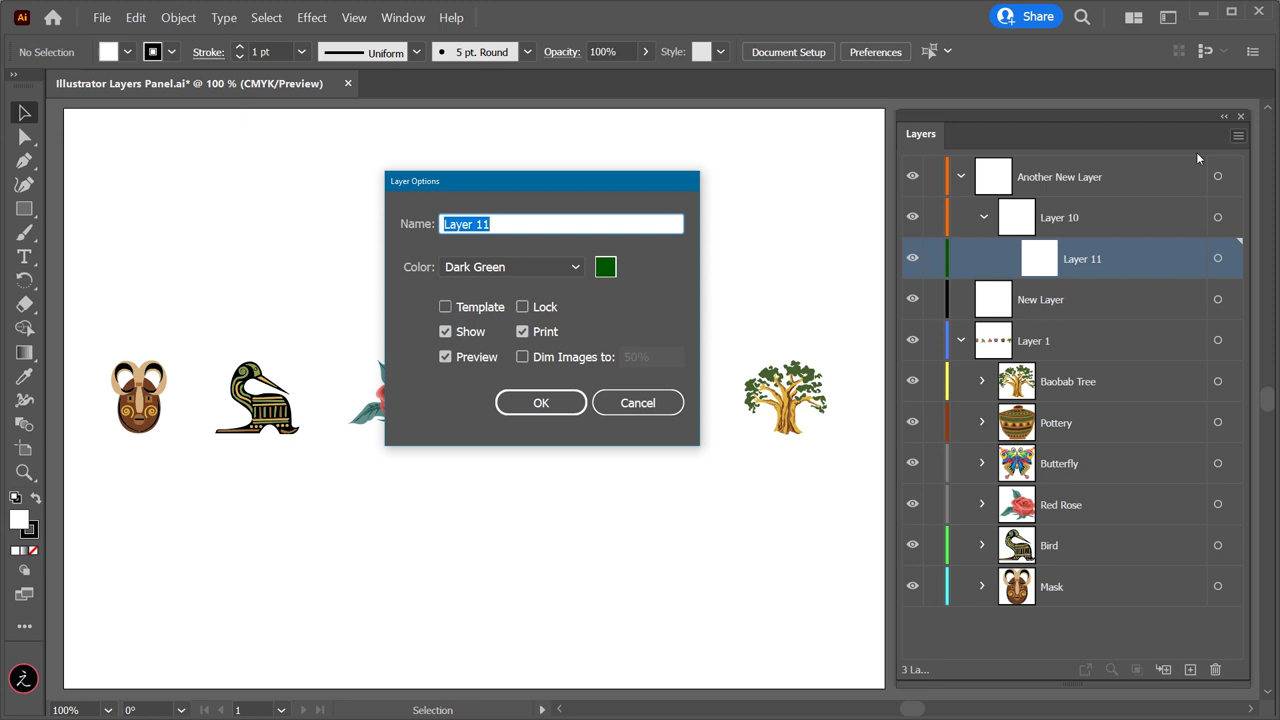 Ai File Edit Object Type Select Effect View Window Help Share
No Selection Stroke: 1 pt Uniform 5 pt. Round Opacity: 100% Style: Document Setup Preferences
Illustrator Layers Panel.ai* @ 100 % (CMYK/Preview)
Layers
Layer Options
Name: Layer 11
Color: Dark Green
Template Lock
Show Print
Preview Dim Images to: 50%
OK Cancel
Another New Layer
Layer 10
Layer 11
New Layer
Layer 1
Baobab Tree
Pottery
Butterfly
Red Rose
Bird
Mask
3 La...
100% 0° 1 Selection